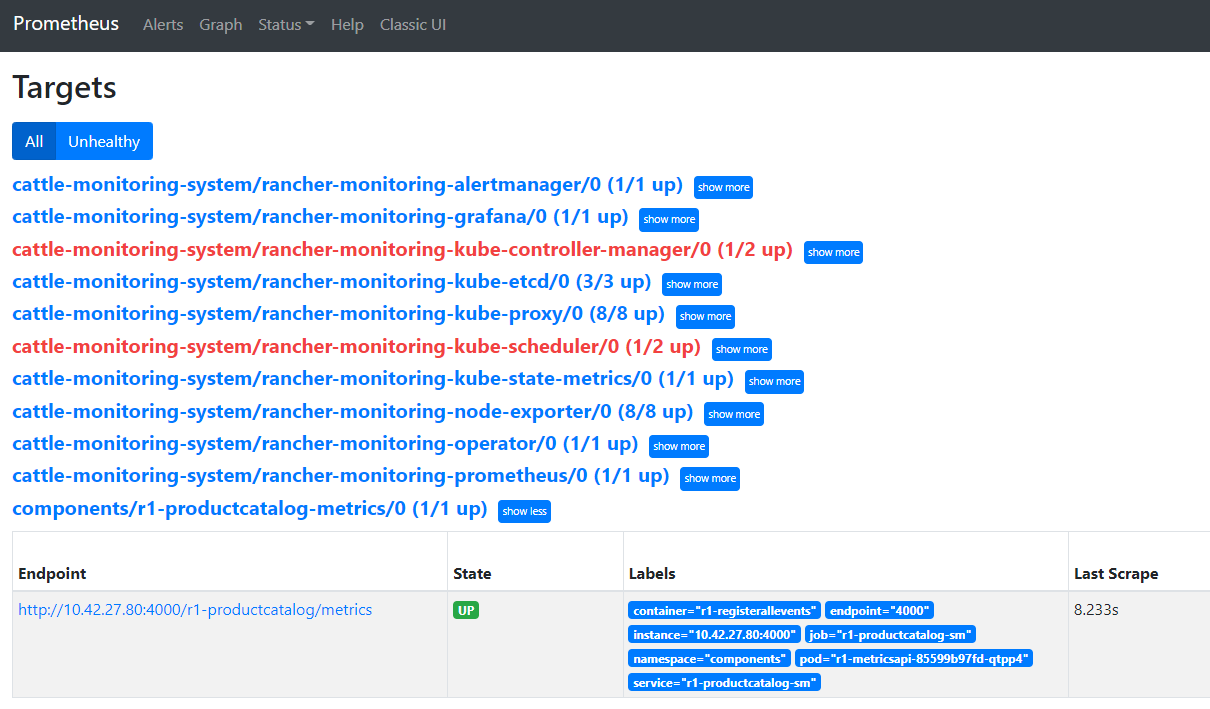 Prometheus Alerts Graph Status Help Classic UI
Targets
All Unhealthy
cattle-monitoring-system/rancher-monitoring-alertmanager/0 (1/1 up) show more
cattle-monitoring-system/rancher-monitoring-grafana/0 (1/1 up) show more
cattle-monitoring-system/rancher-monitoring-kube-controller-manager/0 (1/2 up) show more
cattle-monitoring-system/rancher-monitoring-kube-etcd/0 (3/3 up) show more
cattle-monitoring-system/rancher-monitoring-kube-proxy/0 (8/8 up) show more
cattle-monitoring-system/rancher-monitoring-kube-scheduler/0 (1/2 up) show more
cattle-monitoring-system/rancher-monitoring-kube-state-metrics/0 (1/1 up) show more
cattle-monitoring-system/rancher-monitoring-node-exporter/0 (8/8 up) show more
cattle-monitoring-system/rancher-monitoring-operator/0 (1/1 up) show more
cattle-monitoring-system/rancher-monitoring-prometheus/0 (1/1 up) show more
components/r1-productcatalog-metrics/0 (1/1 up) show less
Endpoint State Labels Last Scrape
http://10.42.27.80:4000/r1-productcatalog/metrics UP container="r1-registerallevents" endpoint="4000" 8.233s
instance="10.42.27.80:4000" job="r1-productcatalog-sm"
namespace="components" pod="r1-metricsapi-85599b97fd-qtpp4"
service="r1-productcatalog-sm"